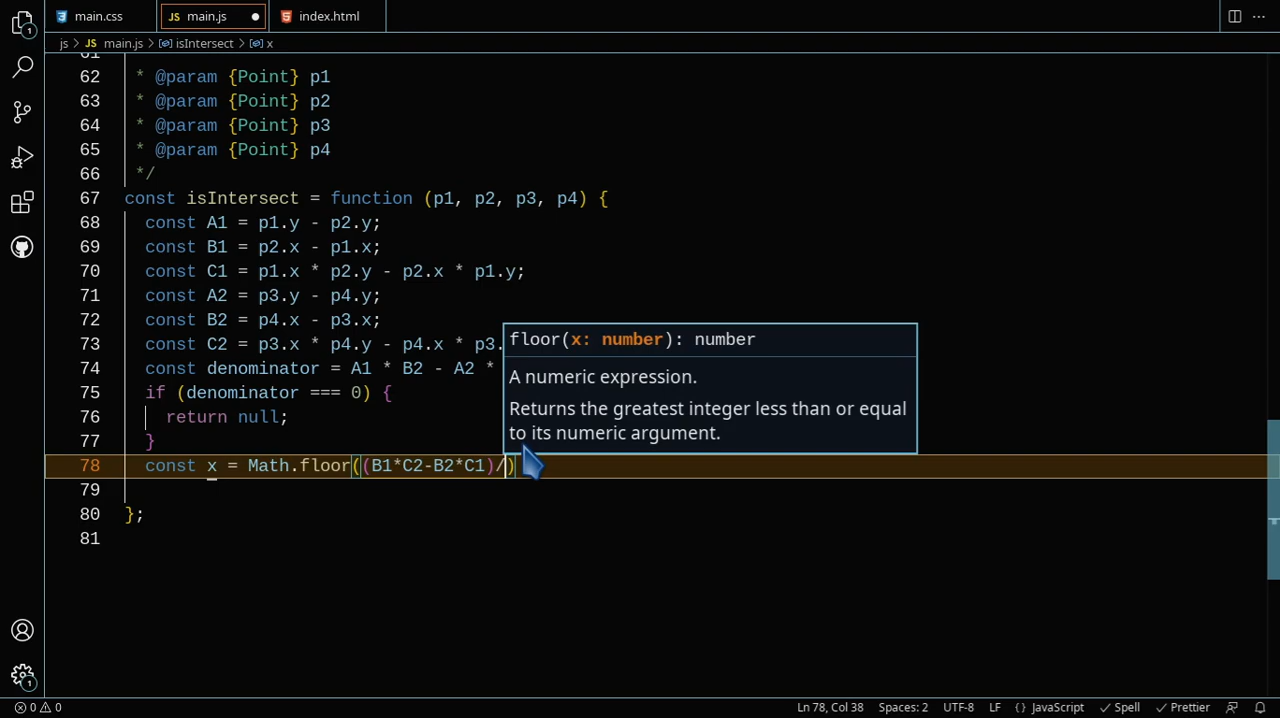 main.css
JS main.js
index.html
js > JS main.js > isIntersect > x
61
62 * @param {Point} p1
63 * @param {Point} p2
64 * @param {Point} p3
65 * @param {Point} p4
66 */
67 const isIntersect = function (p1, p2, p3, p4) {
68 const A1 = p1.y - p2.y;
69 const B1 = p2.x - p1.x;
70 const C1 = p1.x * p2.y - p2.x * p1.y;
71 const A2 = p3.y - p4.y;
72 const B2 = p4.x - p3.x;
73 const C2 = p3.x * p4.y - p4.x * p3.
74 const denominator = A1 * B2 - A2 *
75 if (denominator === 0) {
76 return null;
77 }
78 const x = Math.floor((B1*C2-B2*C1)/)
79
80 };
81
floor(x: number): number
A numeric expression.
Returns the greatest integer less than or equal
to its numeric argument.
1
1
0 0 Ln 78, Col 38 Spaces: 2 UTF-8 LF {} JavaScript ✓ Spell ✓ Prettier